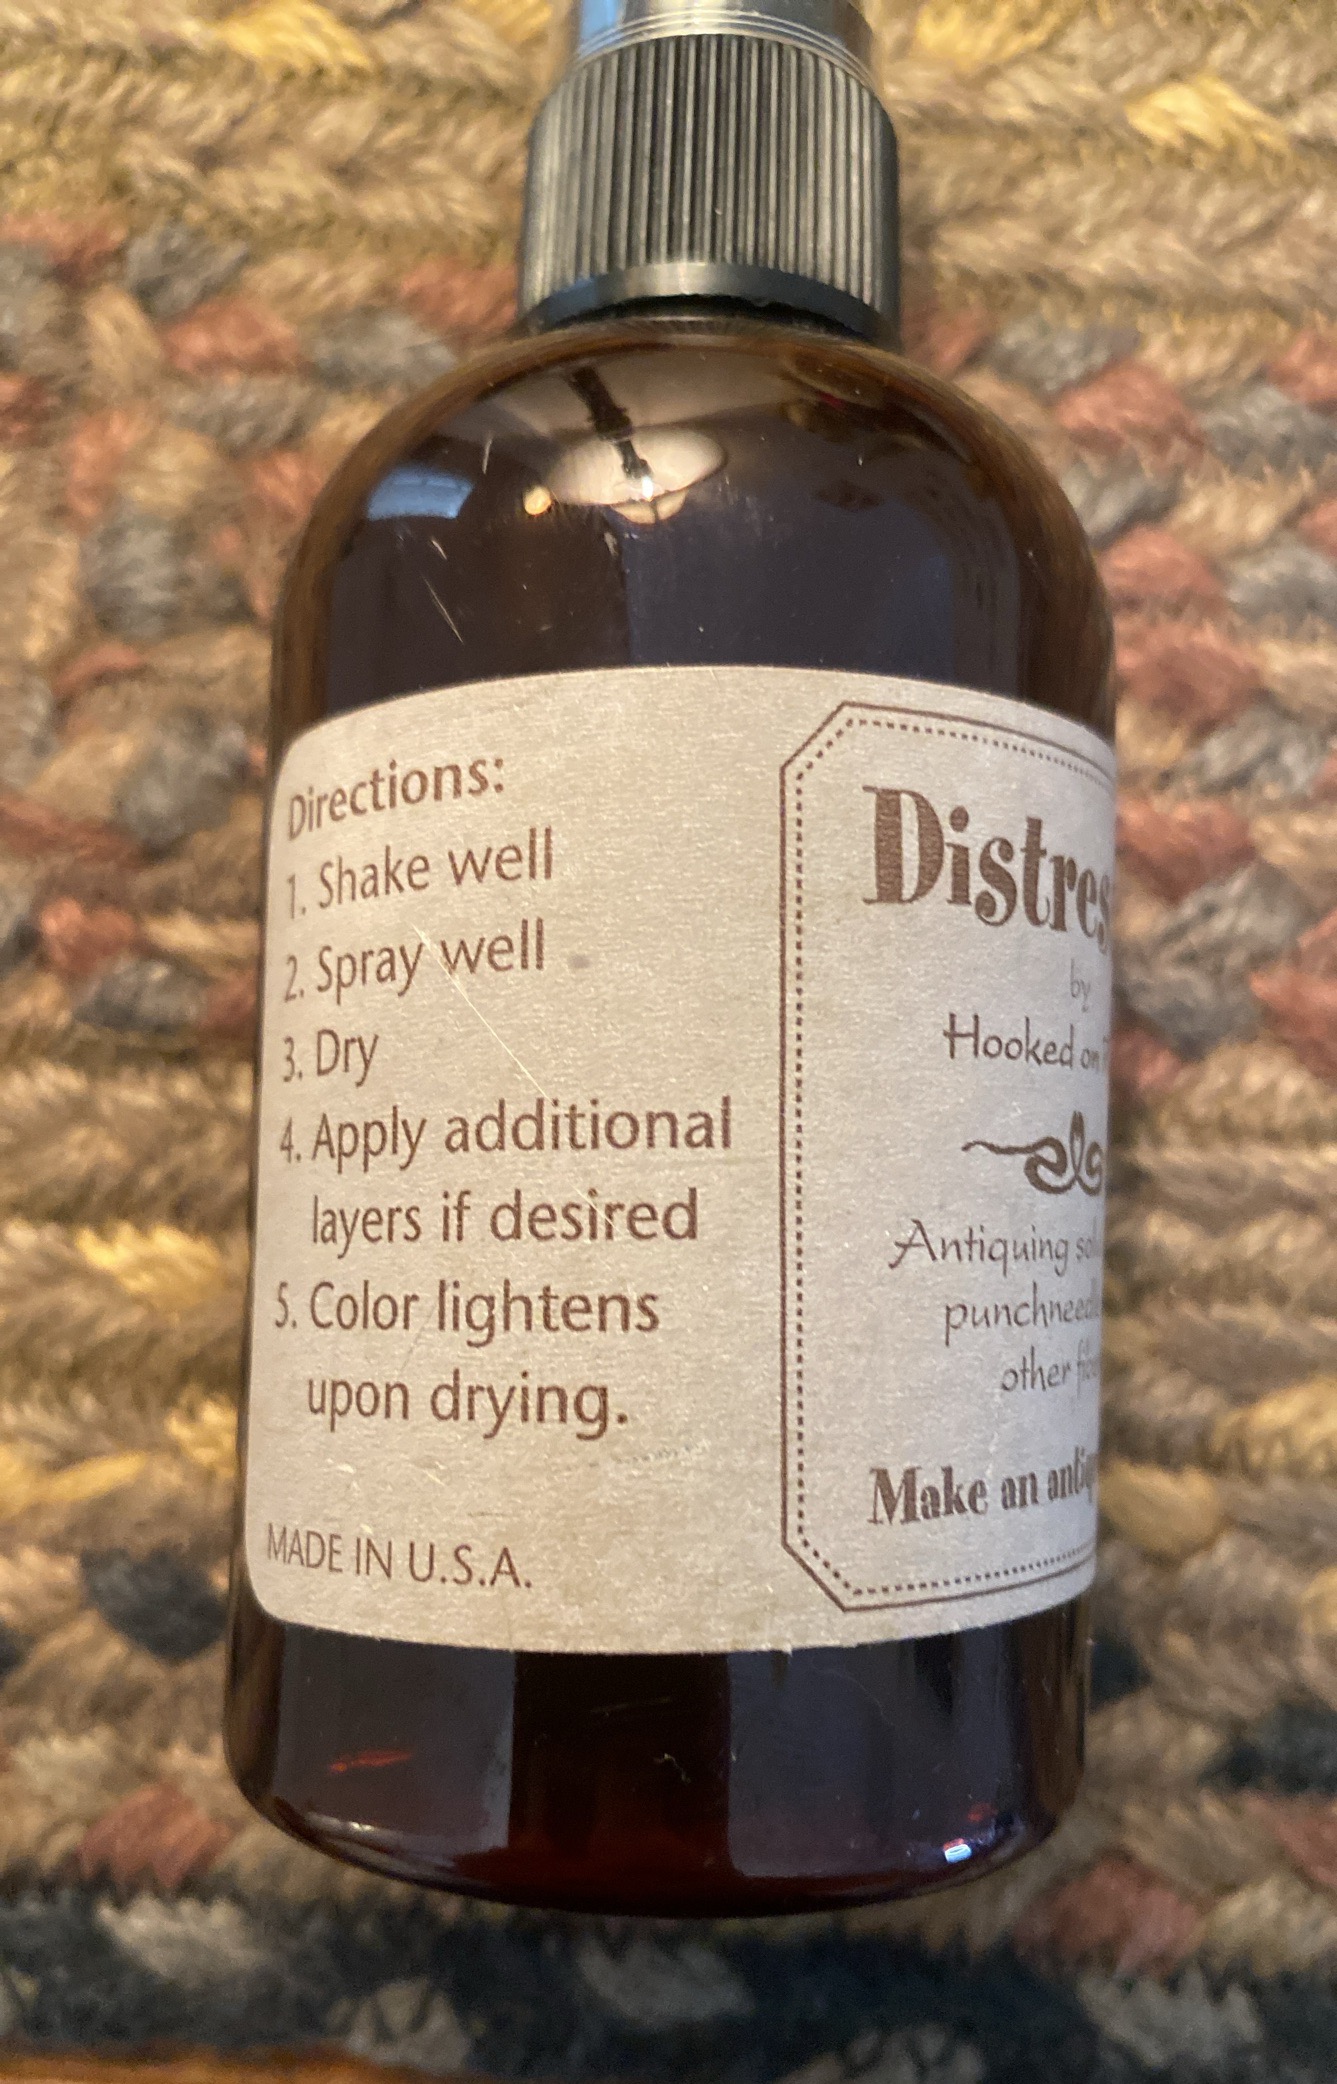 Directions:
1. Shake well
2. Spray well
3. Dry
4. Apply additional
layers if desired
5. Color lightens
upon drying.
MADE IN U.S.A.
Distres
by
Hooked on
Antiquing
other
Make an